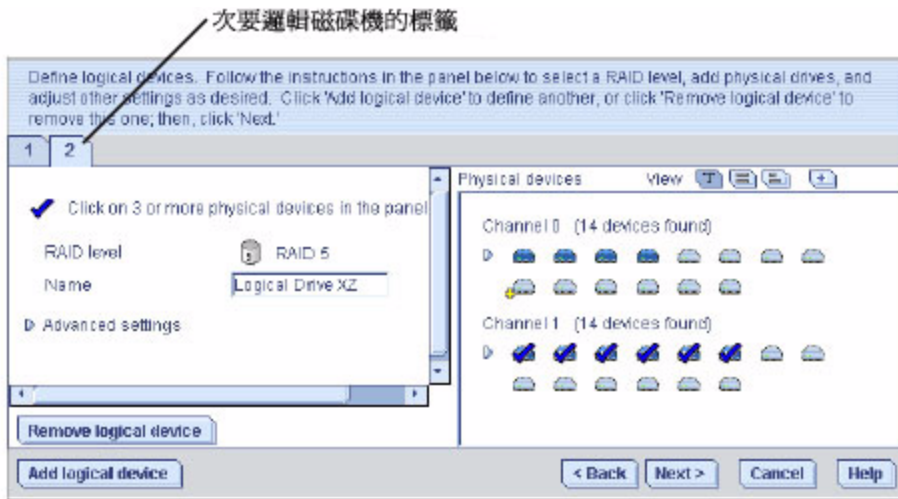 次要邏輯磁碟機的標籤
Define logical devices. Follow the instructions in the panel below to select a RAID level, add physical drives, and
adjust other settings as desired. Click 'Add logical device' to define another, or click 'Remove logical device' to
remove this one; then, click 'Next.'
1 2
Click on 3 or more physical devices in the panel
RAID level RAID 5
Name Logical Drive XZ
Advanced settings
Remove logical device
Physical devices View T
Channel 0 (14 devices found)
Channel 1 (14 devices found)
Add logical device < Back Next > Cancel Help